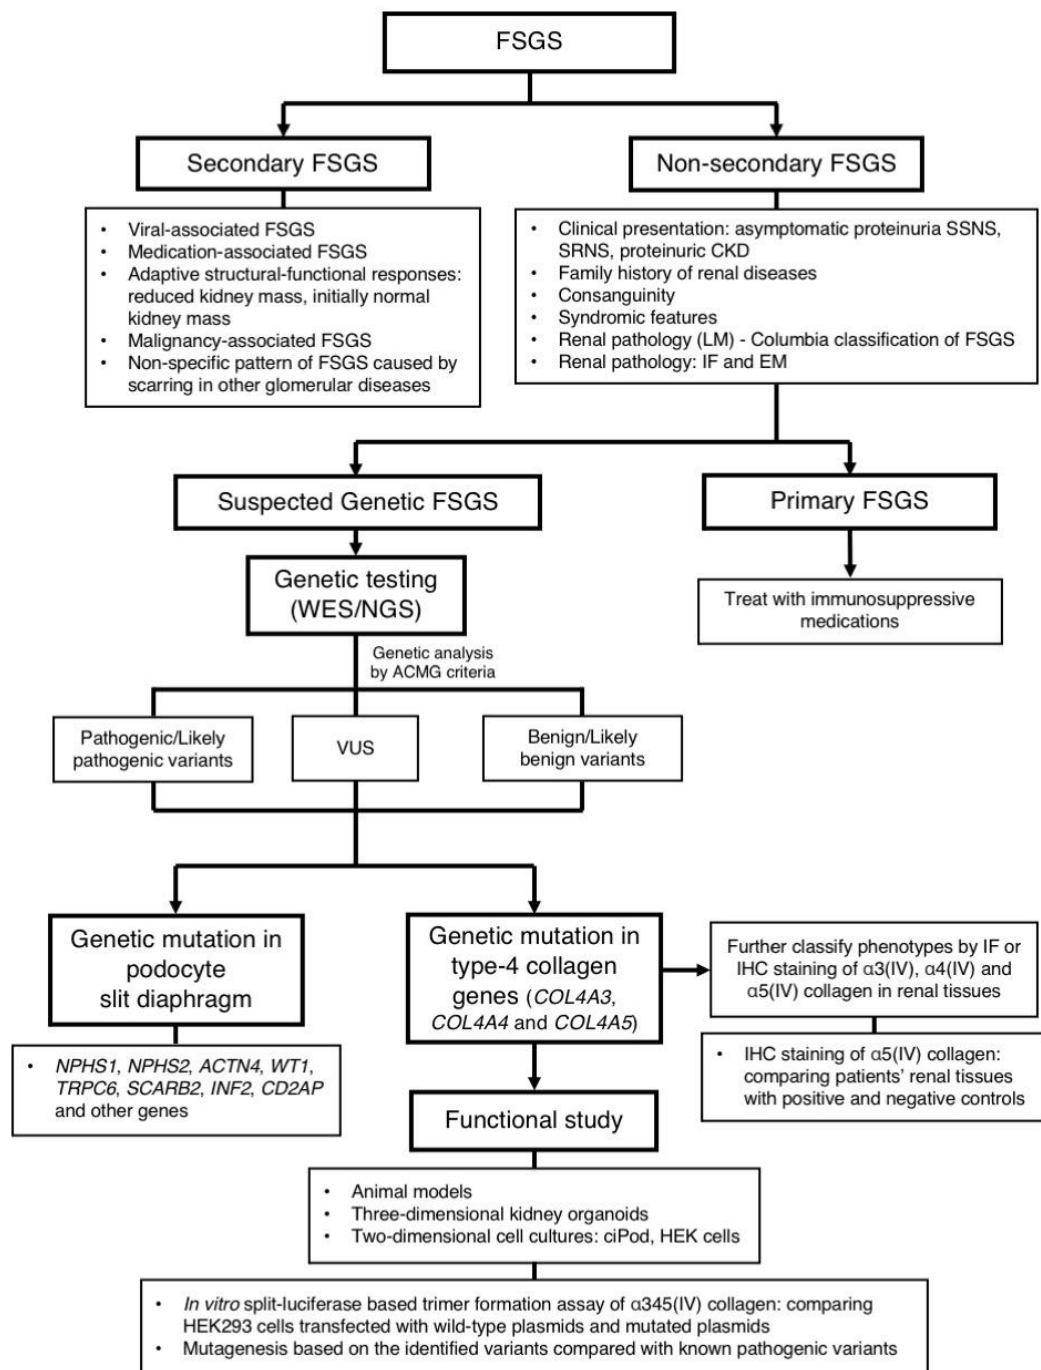 FSGS
Secondary FSGS
Non-secondary FSGS
• Viral-associated FSGS
• Medication-associated FSGS
• Adaptive structural-functional responses:
reduced kidney mass, initially normal
kidney mass
• Malignancy-associated FSGS
• Non-specific pattern of FSGS caused by
scarring in other glomerular diseases
• Clinical presentation: asymptomatic proteinuria SSNS,
SRNS, proteinuric CKD
• Family history of renal diseases
• Consanguinity
• Syndromic features
• Renal pathology (LM) - Columbia classification of FSGS
• Renal pathology: IF and EM
Suspected Genetic FSGS
Primary FSGS
Genetic testing
(WES/NGS)
Treat with immunosuppressive
medications
Genetic analysis
by ACMG criteria
Pathogenic/Likely
pathogenic variants
VUS
Benign/Likely
benign variants
Genetic mutation in
podocyte
slit diaphragm
Genetic mutation in
type-4 collagen
genes (COL4A3,
COL4A4 and COL4A5)
Further classify phenotypes by IF or
IHC staining of α3(IV), α4(IV) and
α5(IV) collagen in renal tissues
• NPHS1, NPHS2, ACTN4, WT1,
TRPC6, SCARB2, INF2, CD2AP
and other genes
• IHC staining of α5(IV) collagen:
comparing patients' renal tissues
with positive and negative controls
Functional study
• Animal models
• Three-dimensional kidney organoids
• Two-dimensional cell cultures: ciPod, HEK cells
• In vitro split-luciferase based trimer formation assay of α345(IV) collagen: comparing
HEK293 cells transfected with wild-type plasmids and mutated plasmids
• Mutagenesis based on the identified variants compared with known pathogenic variants